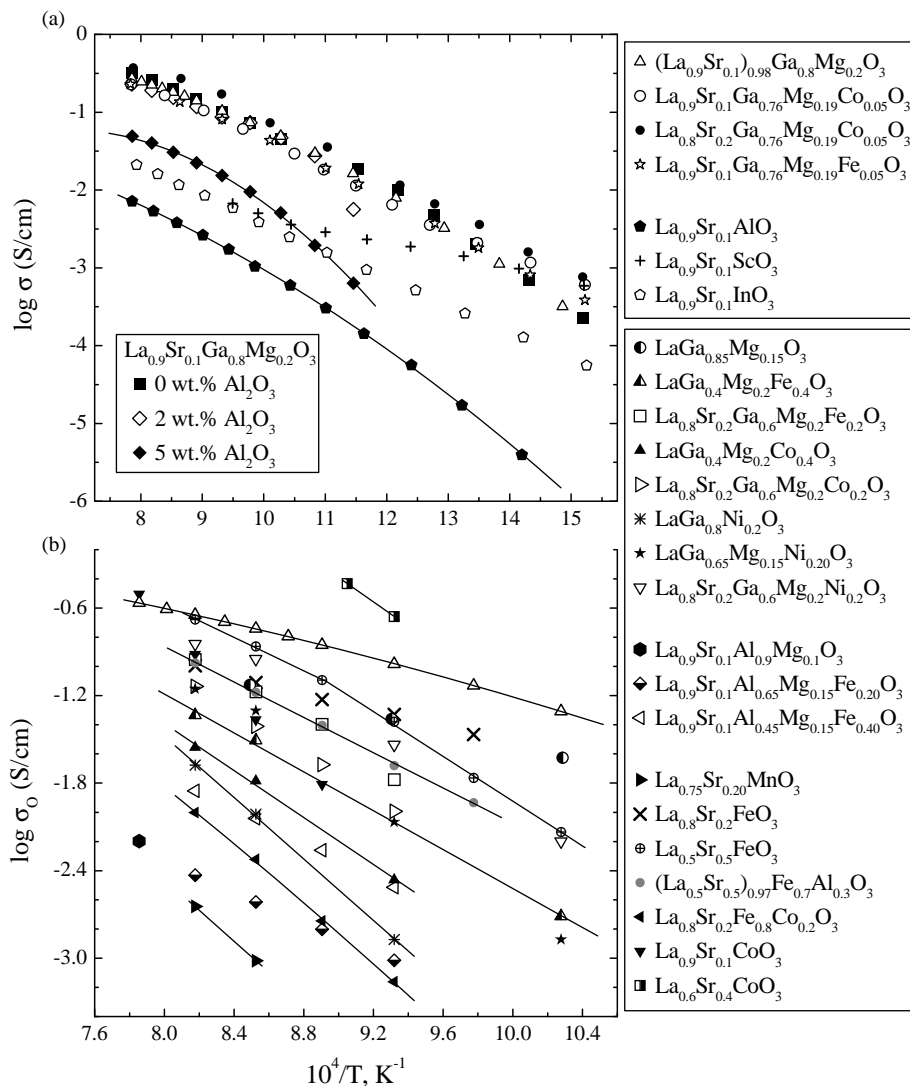 (a)
0
-1
-2
-3
-4
-5
-6
log σ (S/cm)
La₀.₉Sr₀.₁Ga₀.₈Mg₀.₂O₃
0 wt.% Al₂O₃
2 wt.% Al₂O₃
5 wt.% Al₂O₃
8 9 10 11 12 13 14 15
(La₀.₉Sr₀.₁)₀.₉₈Ga₀.₈Mg₀.₂O₃
La₀.₉Sr₀.₁Ga₀.₇₆Mg₀.₁₉Co₀.₀₅O₃
La₀.₈Sr₀.₂Ga₀.₇₆Mg₀.₁₉Co₀.₀₅O₃
La₀.₉Sr₀.₁Ga₀.₇₆Mg₀.₁₉Fe₀.₀₅O₃
La₀.₉Sr₀.₁AlO₃
La₀.₉Sr₀.₁ScO₃
La₀.₉Sr₀.₁InO₃
(b)
-0.6
-1.2
-1.8
-2.4
-3.0
log σ_O (S/cm)
7.6 8.0 8.4 8.8 9.2 9.6 10.0 10.4
10⁴/T, K⁻¹
LaGa₀.₈₅Mg₀.₁₅O₃
LaGa₀.₄Mg₀.₂Fe₀.₄O₃
La₀.₈Sr₀.₂Ga₀.₆Mg₀.₂Fe₀.₂O₃
LaGa₀.₄Mg₀.₂Co₀.₄O₃
La₀.₈Sr₀.₂Ga₀.₆Mg₀.₂Co₀.₂O₃
LaGa₀.₈Ni₀.₂O₃
LaGa₀.₆₅Mg₀.₁₅Ni₀.₂₀O₃
La₀.₈Sr₀.₂Ga₀.₆Mg₀.₂Ni₀.₂O₃
La₀.₉Sr₀.₁Al₀.₉Mg₀.₁O₃
La₀.₉Sr₀.₁Al₀.₆₅Mg₀.₁₅Fe₀.₂₀O₃
La₀.₉Sr₀.₁Al₀.₄₅Mg₀.₁₅Fe₀.₄₀O₃
La₀.₇₅Sr₀.₂₀MnO₃
La₀.₈Sr₀.₂FeO₃
La₀.₅Sr₀.₅FeO₃
(La₀.₅Sr₀.₅)₀.₉₇Fe₀.₇Al₀.₃O₃
La₀.₈Sr₀.₂Fe₀.₈Co₀.₂O₃
La₀.₉Sr₀.₁CoO₃
La₀.₆Sr₀.₄CoO₃